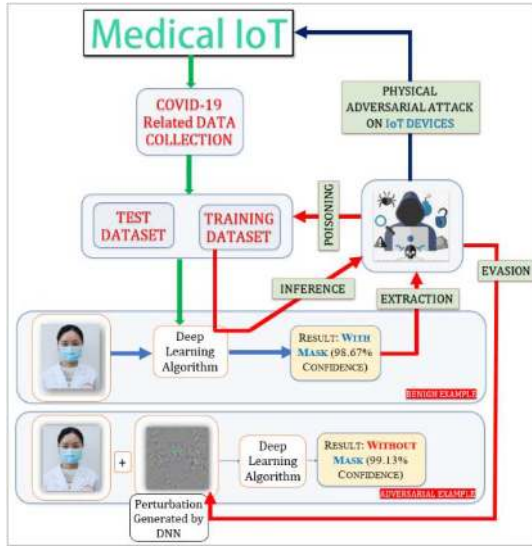 Medical IoT
COVID-19
Related DATA
COLLECTION
PHYSICAL
ADVERSARIAL ATTACK
ON IoT DEVICES
TEST
DATASET
TRAINING
DATASET
POISONING
INFERENCE
EXTRACTION
EVASION
Deep
Learning
Algorithm
RESULT: WITH
MASK (98.67%
CONFIDENCE)
BENIGN EXAMPLE
+
Deep
Learning
Algorithm
RESULT: WITHOUT
MASK (99.13%
CONFIDENCE)
ADVERSARIAL EXAMPLE
Perturbation
Generated by
DNN